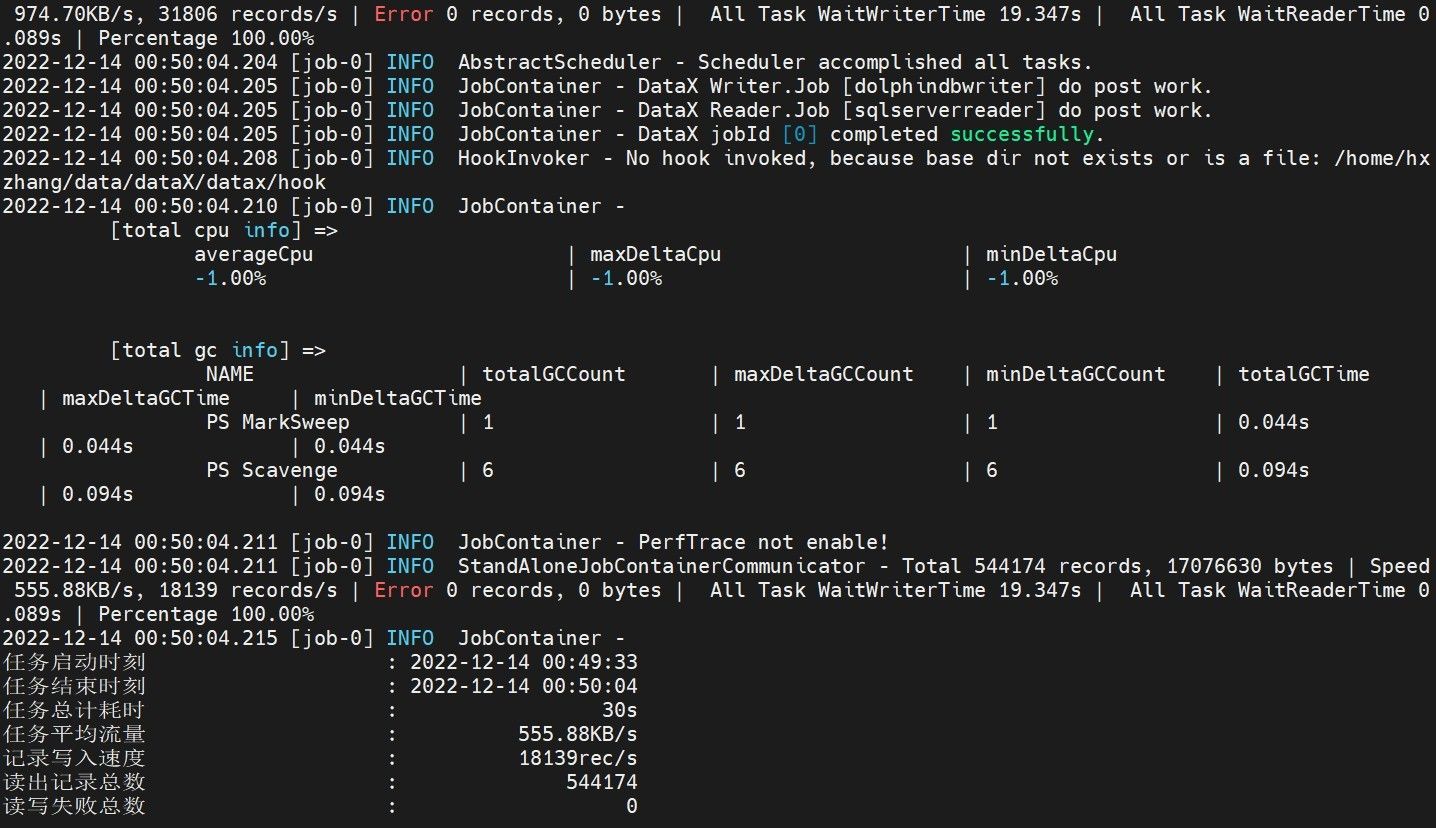 974.70KB/s, 31806 records/s | Error 0 records, 0 bytes |  All Task WaitWriterTime 19.347s |  All Task WaitReaderTime 0
.089s | Percentage 100.00%
2022-12-14 00:50:04.204 [job-0] INFO  AbstractScheduler - Scheduler accomplished all tasks.
2022-12-14 00:50:04.205 [job-0] INFO  JobContainer - DataX Writer.Job [dolphindbwriter] do post work.
2022-12-14 00:50:04.205 [job-0] INFO  JobContainer - DataX Reader.Job [sqlserverreader] do post work.
2022-12-14 00:50:04.205 [job-0] INFO  JobContainer - DataX jobId [0] completed successfully.
2022-12-14 00:50:04.208 [job-0] INFO  HookInvoker - No hook invoked, because base dir not exists or is a file: /home/hx
zhang/data/dataX/datax/hook
2022-12-14 00:50:04.210 [job-0] INFO  JobContainer -
[total cpu info] =>
averageCpu | maxDeltaCpu | minDeltaCpu
-1.00% | -1.00% | -1.00%
[total gc info] =>
NAME | totalGCCount | maxDeltaGCCount | minDeltaGCCount | totalGCTime
| maxDeltaGCTime | minDeltaGCTime
PS MarkSweep | 1 | 1 | 1 | 0.044s
| 0.044s | 0.044s
PS Scavenge | 6 | 6 | 6 | 0.094s
| 0.094s | 0.094s
2022-12-14 00:50:04.211 [job-0] INFO  JobContainer - PerfTrace not enable!
2022-12-14 00:50:04.211 [job-0] INFO  StandAloneJobContainerCommunicator - Total 544174 records, 17076630 bytes | Speed
555.88KB/s, 18139 records/s | Error 0 records, 0 bytes |  All Task WaitWriterTime 19.347s |  All Task WaitReaderTime 0
.089s | Percentage 100.00%
2022-12-14 00:50:04.215 [job-0] INFO  JobContainer -
任务启动时刻 : 2022-12-14 00:49:33
任务结束时刻 : 2022-12-14 00:50:04
任务总计耗时 : 30s
任务平均流量 : 555.88KB/s
记录写入速度 : 18139rec/s
读出记录总数 : 544174
读写失败总数 : 0